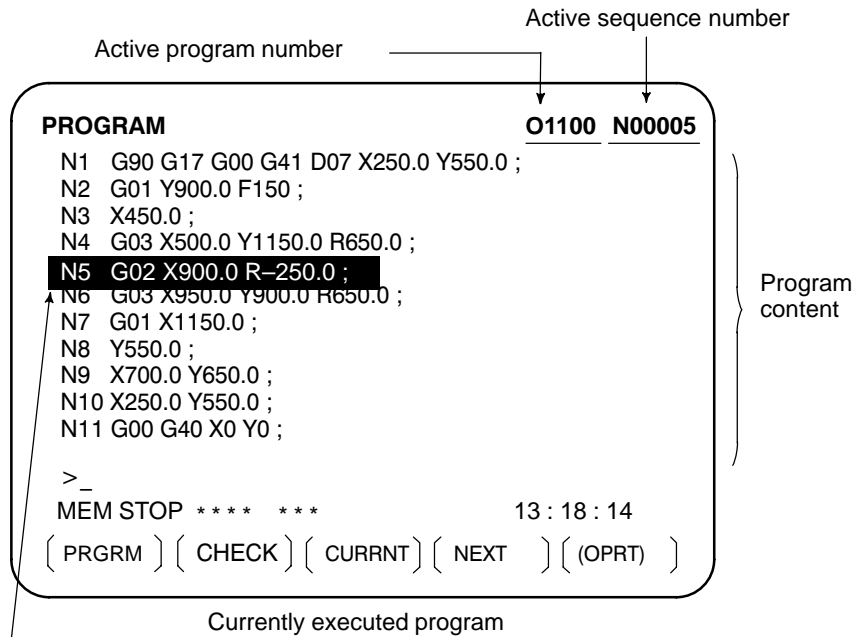 Active sequence number
Active program number
PROGRAM O1100 N00005
N1 G90 G17 G00 G41 D07 X250.0 Y550.0 ;
N2 G01 Y900.0 F150 ;
N3 X450.0 ;
N4 G03 X500.0 Y1150.0 R650.0 ;
N5 G02 X900.0 R–250.0 ;
N6 G03 X950.0 Y900.0 R650.0 ;
N7 G01 X1150.0 ;
N8 Y550.0 ;
N9 X700.0 Y650.0 ;
N10 X250.0 Y550.0 ;
N11 G00 G40 X0 Y0 ;
Program
content
>_
MEM STOP * * * * * * * 13 : 18 : 14
[ PRGRM ] [ CHECK ] [ CURRNT ] [ NEXT ] [ (OPRT) ]
Currently executed program